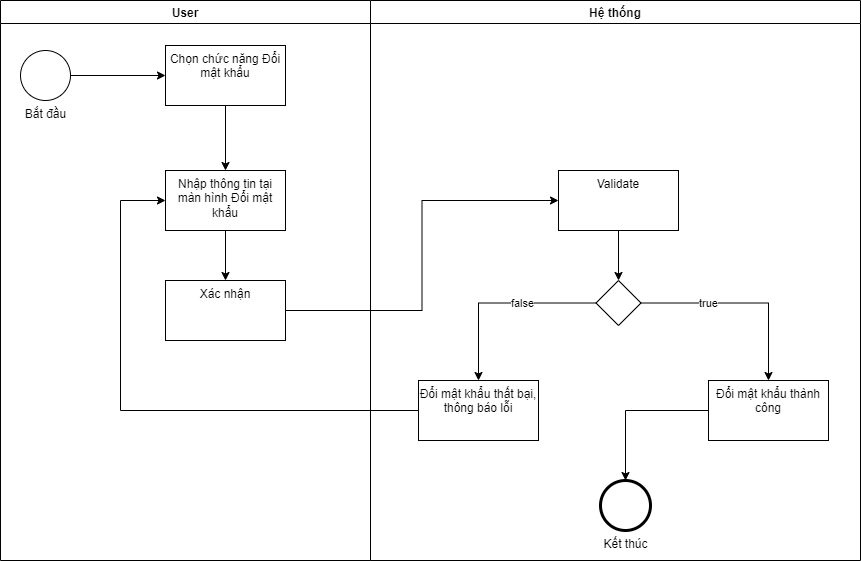 User
Hệ thống
Chọn chức năng Đổi
mật khẩu
Bắt đầu
Nhập thông tin tại
màn hình Đổi mật
khẩu
Validate
Xác nhận
false
true
Đổi mật khẩu thất bại,
thông báo lỗi
Đổi mật khẩu thành
công
Kết thúc